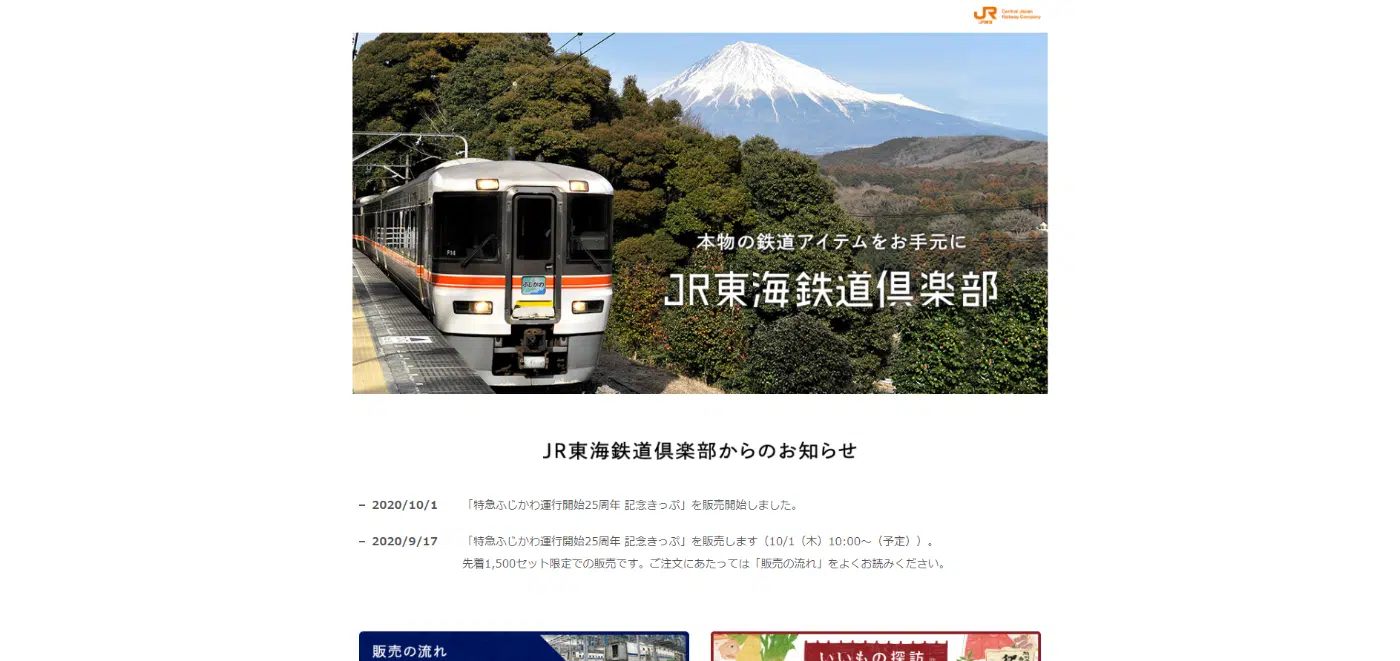 JR Central Japan
Railway Company
本物の鉄道アイテムをお手元に
JR東海鉄道倶楽部
F14
ふじかわ
JR東海鉄道倶楽部からのお知らせ
– 2020/10/1 「特急ふじかわ運行開始25周年 記念きっぷ」を販売開始しました。
– 2020/9/17 「特急ふじかわ運行開始25周年 記念きっぷ」を販売します（10/1（木）10:00～（予定））。
先着1,500セット限定での販売です。ご注文にあたっては「販売の流れ」をよくお読みください。
販売の流れ
いいもの探訪